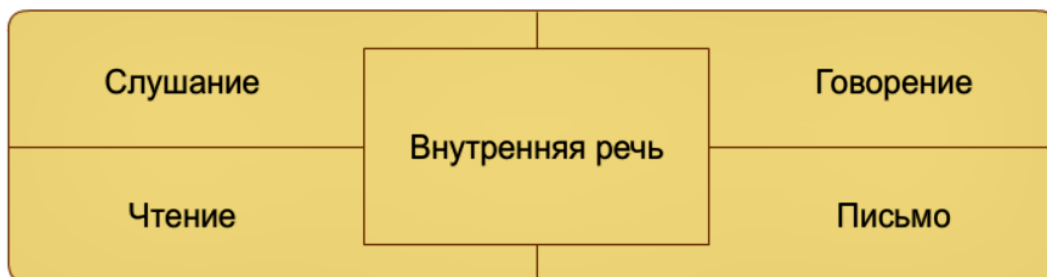 Слушание
Говорение
Внутренняя речь
Чтение
Письмо